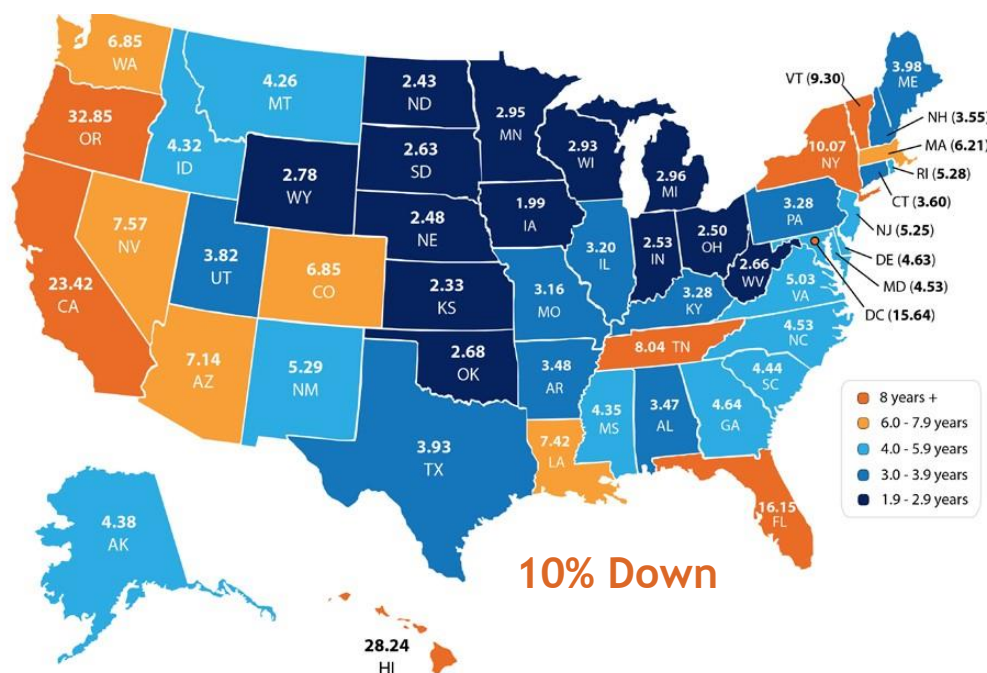 6.85
WA
32.85
OR
23.42
CA
7.57
NV
4.32
ID
4.26
MT
2.78
WY
3.82
UT
6.85
CO
7.14
AZ
5.29
NM
2.43
ND
2.63
SD
2.48
NE
2.33
KS
2.68
OK
3.93
TX
2.95
MN
1.99
IA
3.16
MO
3.48
AR
7.42
LA
2.93
WI
3.20
IL
2.96
MI
2.53
IN
2.50
OH
3.28
KY
8.04 TN
4.35
MS
3.47
AL
4.64
GA
16.15
FL
4.44
SC
4.53
NC
5.03
VA
2.66
WV
3.28
PA
10.07
NY
3.98
ME
VT (9.30)
NH (3.55)
MA (6.21)
RI (5.28)
CT (3.60)
NJ (5.25)
DE (4.63)
MD (4.53)
DC (15.64)
8 years +
6.0 - 7.9 years
4.0 - 5.9 years
3.0 - 3.9 years
1.9 - 2.9 years
4.38
AK
28.24
HI
10% Down